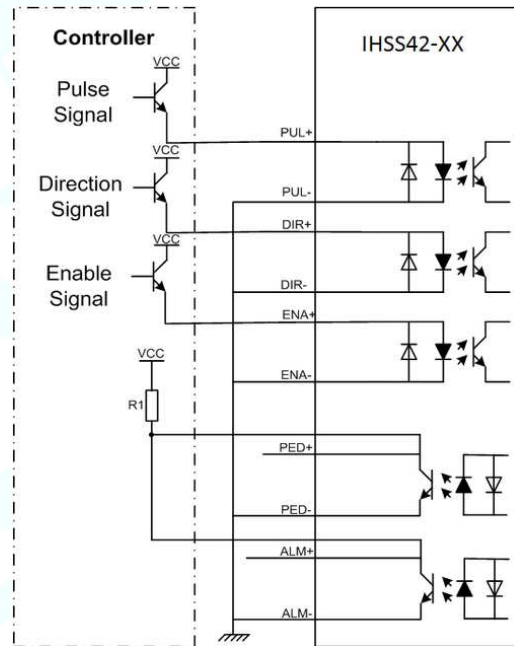 Controller
IHSS42-XX
VCC
Pulse
Signal
PUL+
VCC
Direction
Signal
PUL-
DIR+
VCC
Enable
Signal
DIR-
ENA+
VCC
ENA-
R1
PED+
PED-
ALM+
ALM-